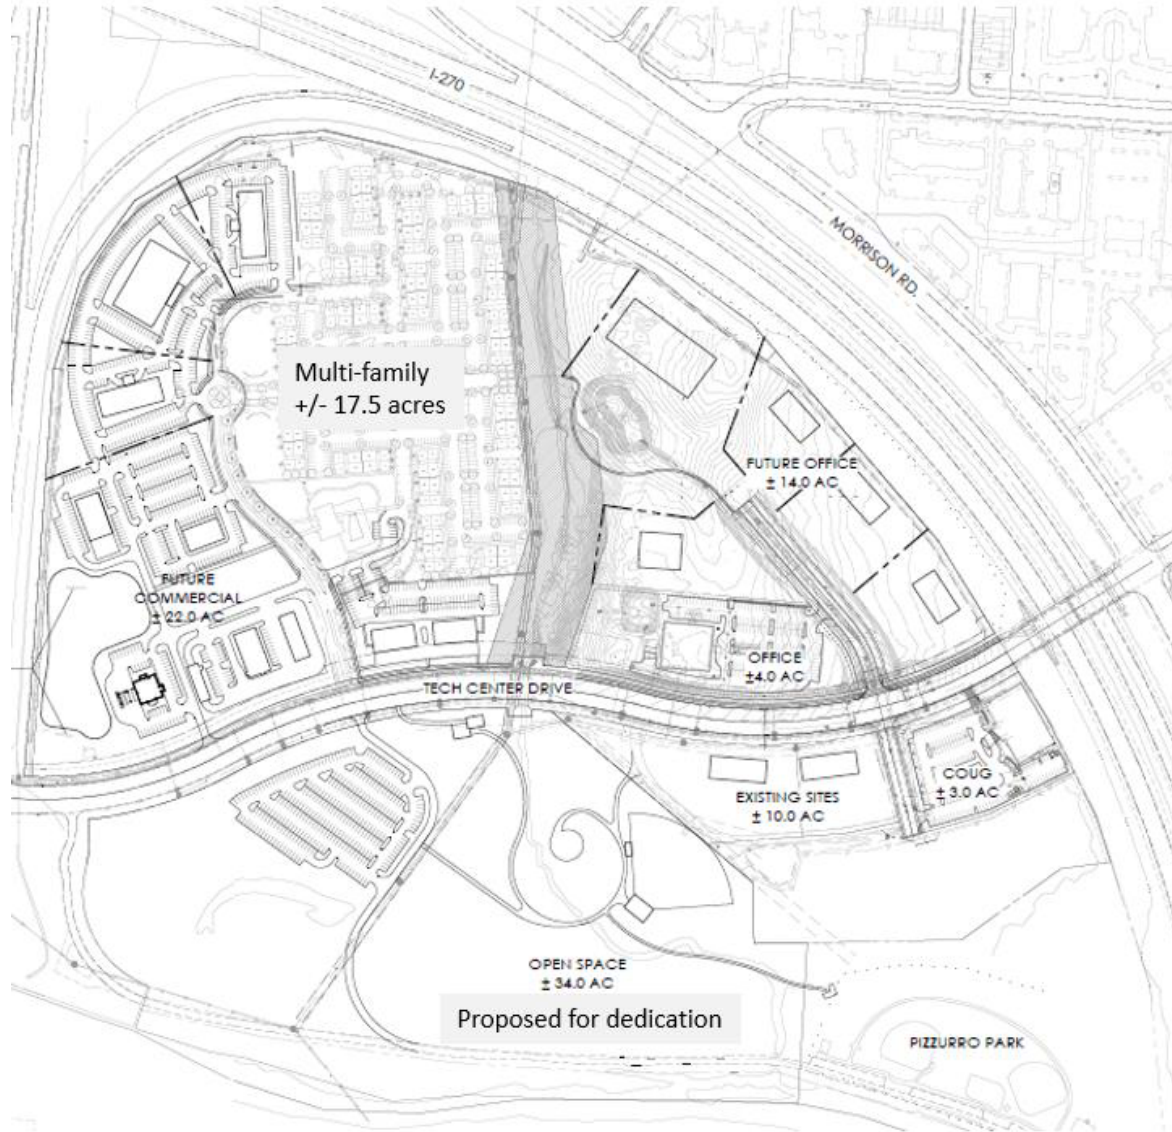 I-270
MORRISON RD.
Multi-family
+/- 17.5 acres
FUTURE OFFICE
± 14.0 AC
FUTURE
COMMERCIAL
± 22.0 AC
OFFICE
±4.0 AC
TECH CENTER DRIVE
COUG
± 3.0 AC
EXISTING SITES
± 10.0 AC
OPEN SPACE
± 34.0 AC
Proposed for dedication
PIZZURRO PARK